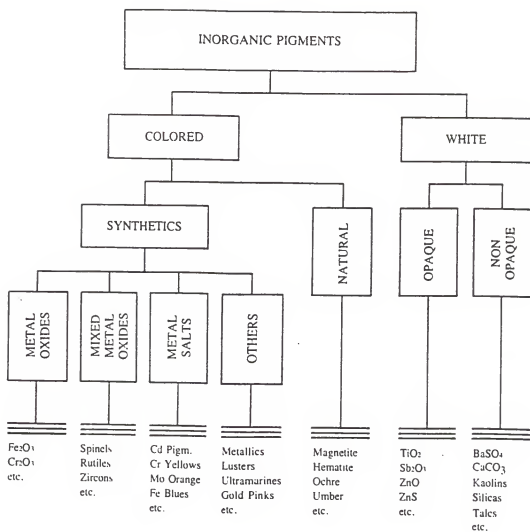 INORGANIC PIGMENTS
COLORED
WHITE
SYNTHETICS
NATURAL
OPAQUE
NON
OPAQUE
METAL
OXIDES
MIXED
METAL
OXIDES
METAL
SALTS
OTHERS
Fe2O3
Cr2O3
etc.
Spinels
Rutiles
Zircons
etc.
Cd Pigm.
Cr Yellows
Mo Orange
Fe Blues
etc.
Metallics
Lusters
Ultramarines
Gold Pinks
etc.
Magnetite
Hematite
Ochre
Umber
etc.
TiO2
Sb2O3
ZnO
ZnS
etc.
BaSO4
CaCO3
Kaolins
Silicas
Talcs
etc.